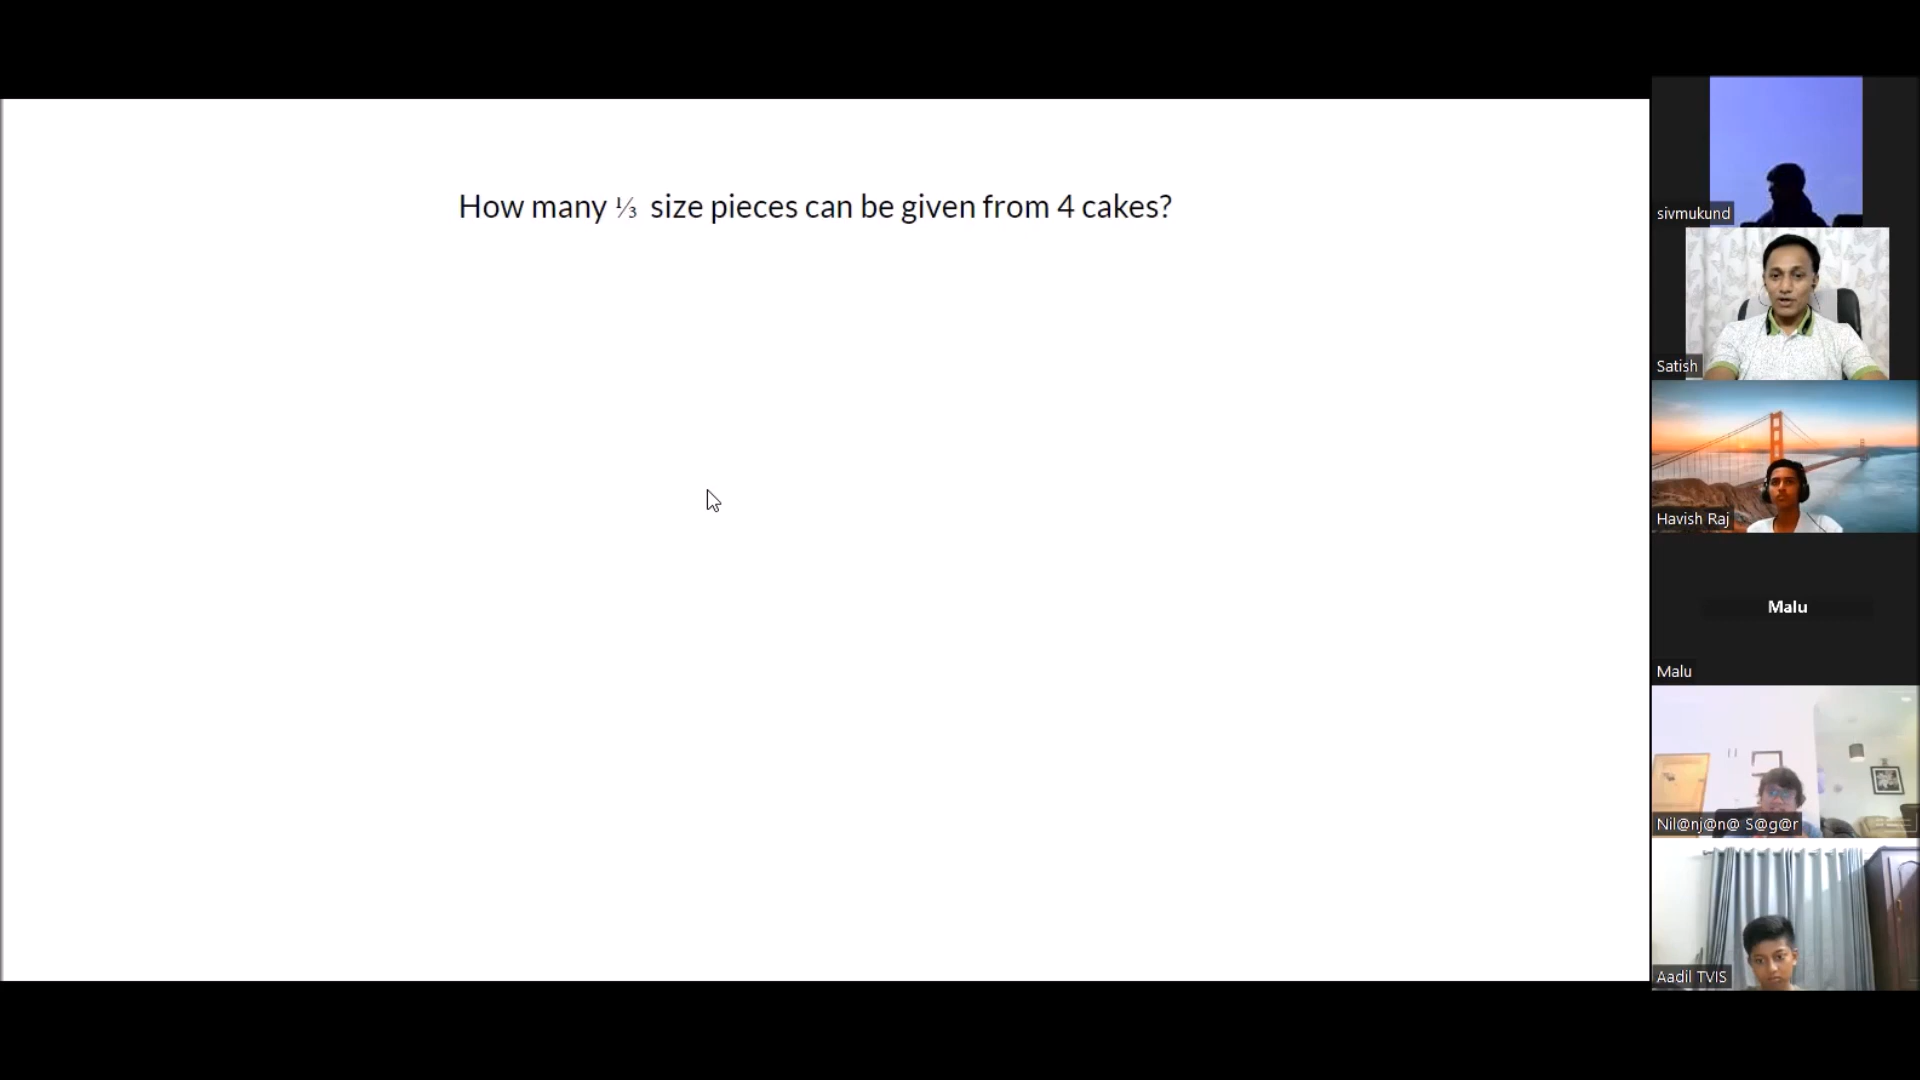 How many ⅓ size pieces can be given from 4 cakes?
sivmukund
Satish
Havish Raj
Malu
Malu
Nil@nj@n@ S@g@r
Aadil TVIS